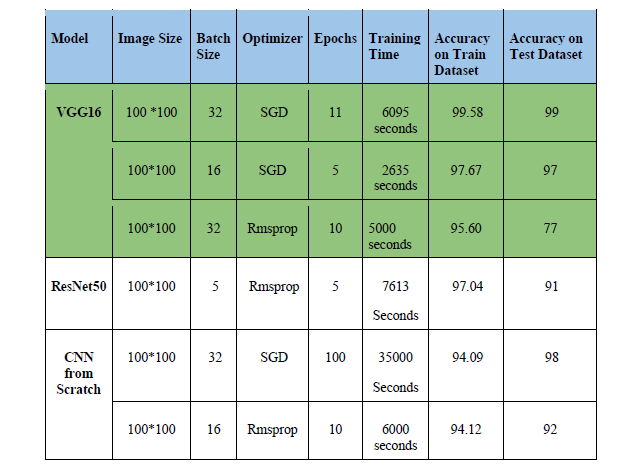 Model Image Size Batch Size Optimizer Epochs Training Time Accuracy on Train Dataset Accuracy on Test Dataset
VGG16 100 *100 32 SGD 11 6095 seconds 99.58 99
100*100 16 SGD 5 2635 seconds 97.67 97
100*100 32 Rmsprop 10 5000 seconds 95.60 77
ResNet50 100*100 5 Rmsprop 5 7613 Seconds 97.04 91
CNN from Scratch 100*100 32 SGD 100 35000 Seconds 94.09 98
100*100 16 Rmsprop 10 6000 seconds 94.12 92